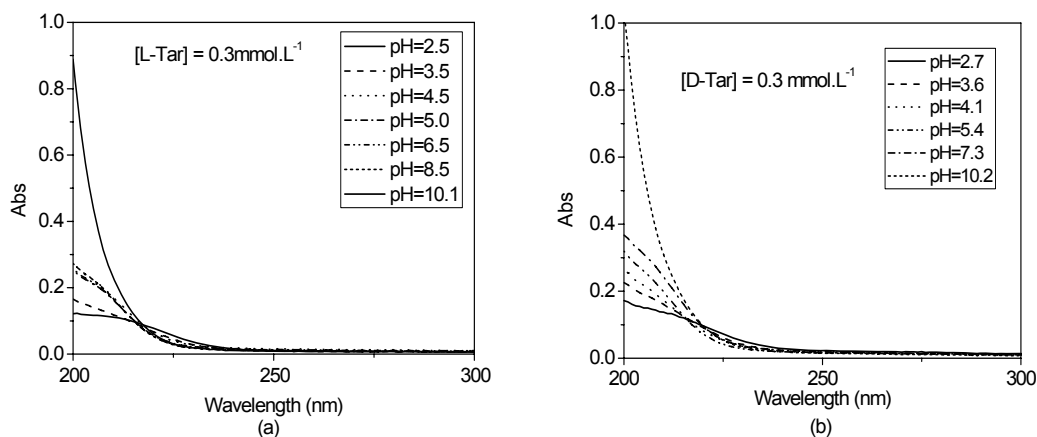 [L-Tar] = 0.3mmol.L-1
pH=2.5
pH=3.5
pH=4.5
pH=5.0
pH=6.5
pH=8.5
pH=10.1
1.0
0.8
0.6
0.4
0.2
0.0
Abs
200
250
300
Wavelength (nm)
(a)
[D-Tar] = 0.3 mmol.L-1
pH=2.7
pH=3.6
pH=4.1
pH=5.4
pH=7.3
pH=10.2
1.0
0.8
0.6
0.4
0.2
0.0
Abs
200
250
300
Wavelength (nm)
(b)